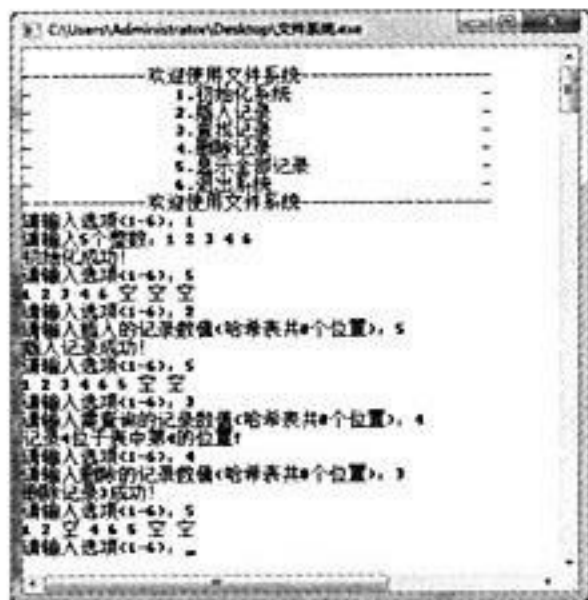 C:\Users\Administrator\Desktop\文件系统.exe
----------欢迎使用文件系统----------
- 1.初始化系统 -
- 2.插入记录 -
- 3.查找记录 -
- 4.删除记录 -
- 5.显示全部记录 -
- 6.退出系统 -
----------欢迎使用文件系统----------
请输入选项(1-6): 1
请输入5个整数: 1 2 3 4 6
初始化成功!
请输入选项(1-6): 5
1 2 3 4 6 空 空 空
请输入选项(1-6): 2
请输入插入的记录数值(哈希表共8个位置): 5
插入记录成功!
请输入选项(1-6): 5
1 2 3 4 6 5 空 空
请输入选项(1-6): 3
请输入需查询的记录数值(哈希表共8个位置): 4
记录4位于表中第4的位置!
请输入选项(1-6): 4
请输入删除的记录数值(哈希表共8个位置): 3
删除记录3成功!
请输入选项(1-6): 5
1 2 空 4 6 5 空 空
请输入选项(1-6): _